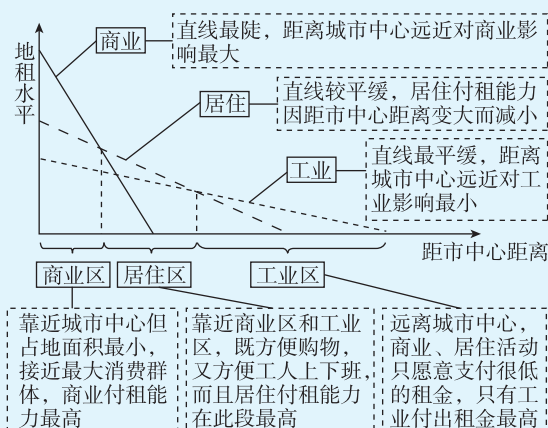 地租水平
商业
直线最陡，距离城市中心远近对商业影
响最大
居住
直线较平缓，居住付租能力
因距市中心距离变大而减小
工业
直线最平缓，距离
城市中心远近对工
业影响最小
距市中心距离
商业区
居住区
工业区
靠近城市中心但
占地面积最小，
接近最大消费群
体，商业付租能
力最高
靠近商业区和工业
区，既方便购物，
又方便工人上下班，
而且居住付租能力
在此段最高
远离城市中心，
商业、居住活动
只愿意支付很低
的租金，只有工
业付出租金最高